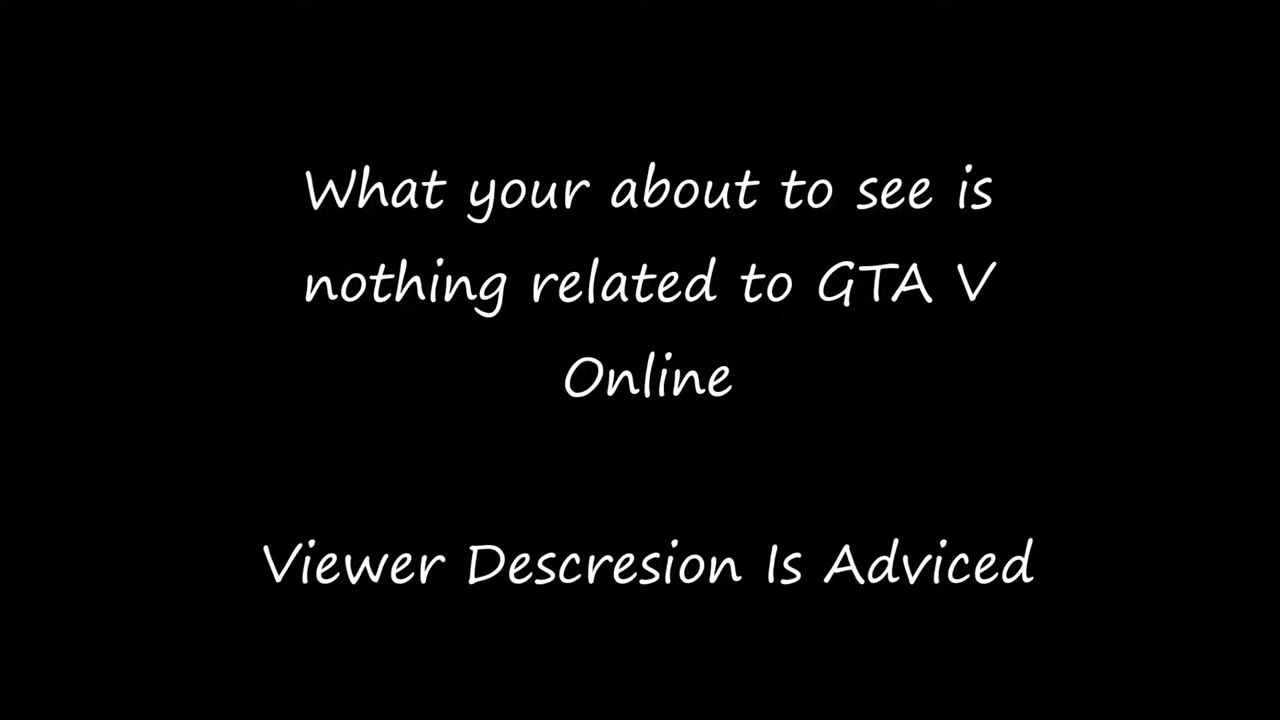 What your about to see is
nothing related to GTA V
Online
Viewer Descresion Is Adviced